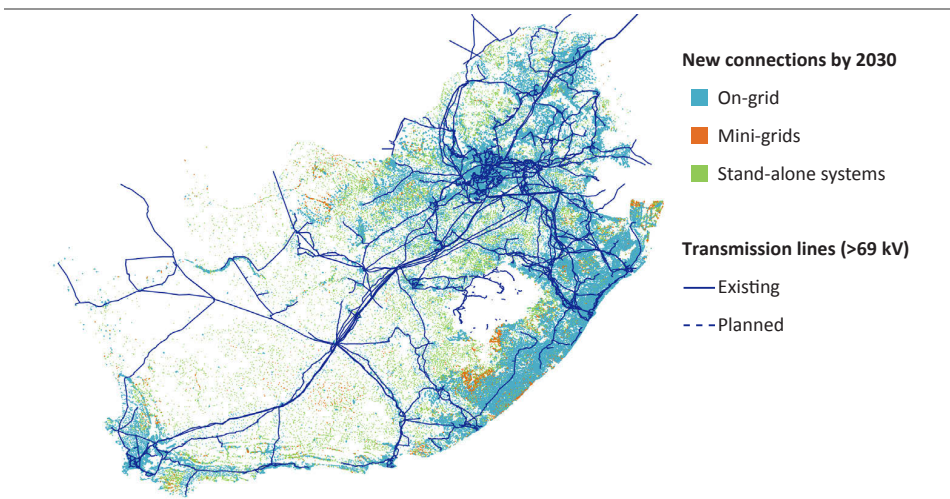 New connections by 2030
On-grid
Mini-grids
Stand-alone systems
Transmission lines (>69 kV)
Existing
Planned